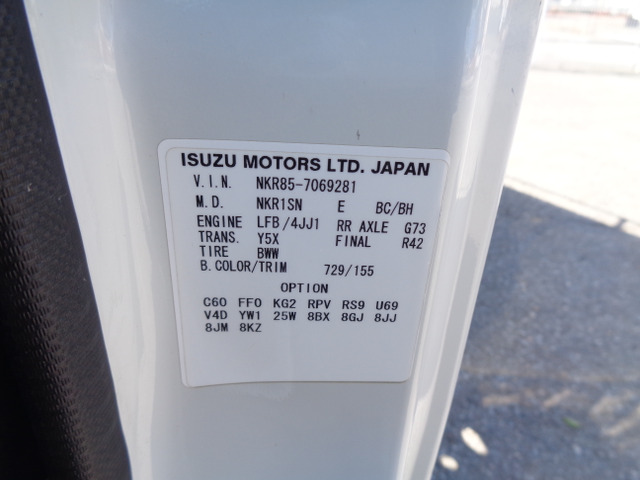 ISUZU MOTORS LTD. JAPAN
V.I.N. NKR85-7069281
M.D. NKR1SN E BC/BH
ENGINE LFB/4JJ1 RR AXLE G73
TRANS. Y5X FINAL R42
TIRE BWW
B.COLOR/TRIM 729/155
OPTION
C60 FF0 KG2 RPV RS9 U69
V4D YW1 25W 8BX 8GJ 8JJ
8JM 8KZ